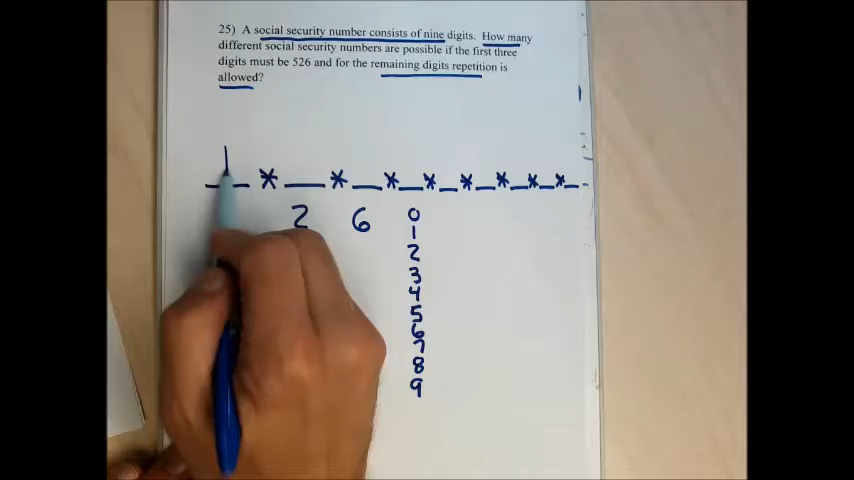 25) A social security number consists of nine digits. How many
different social security numbers are possible if the first three
digits must be 526 and for the remaining digits repetition is
allowed?
1
_ * _ * _ * _ * _ * _ * _ * _ * _
2 6 0
1
2
3
4
5
6
7
8
9